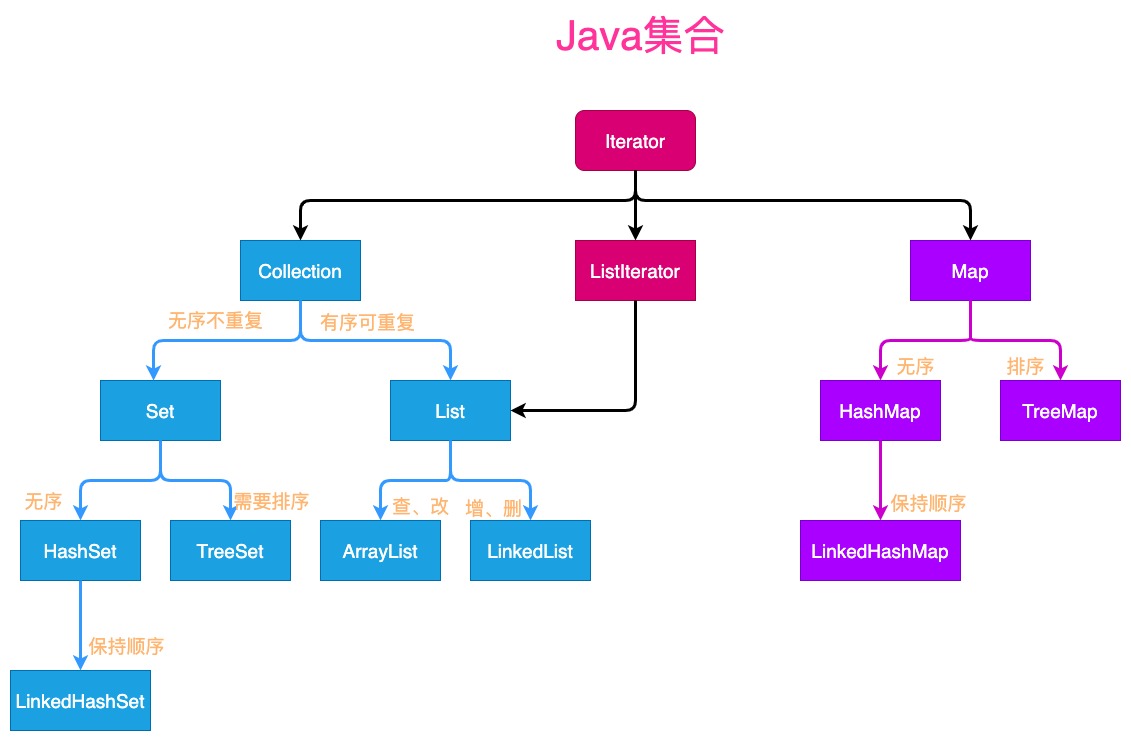 Java集合
Iterator
Collection
ListIterator
Map
无序不重复
有序可重复
无序
排序
Set
List
HashMap
TreeMap
无序
需要排序
查、改
增、删
保持顺序
HashSet
TreeSet
ArrayList
LinkedList
LinkedHashMap
保持顺序
LinkedHashSet